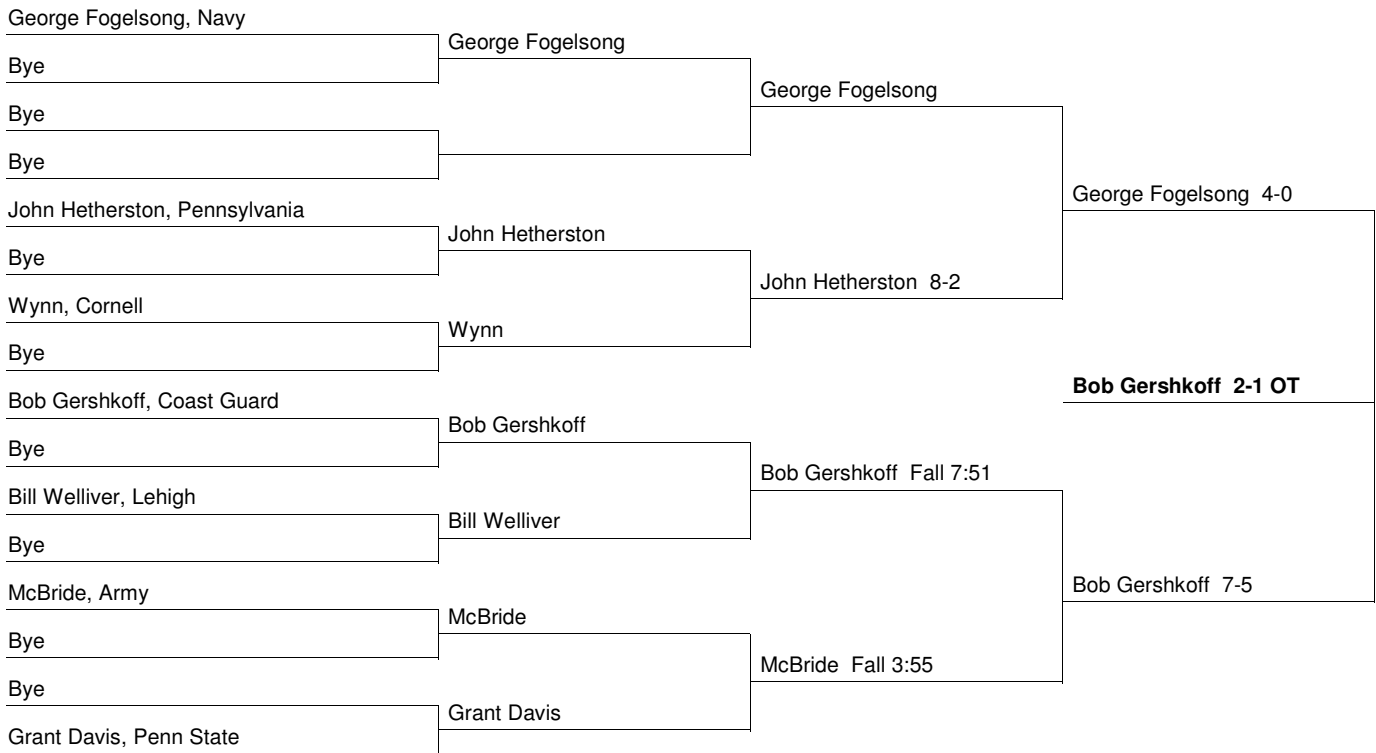 George Fogelsong, Navy
Bye
Bye
Bye
John Hetherston, Pennsylvania
Bye
Wynn, Cornell
Bye
Bob Gershkoff, Coast Guard
Bye
Bill Welliver, Lehigh
Bye
McBride, Army
Bye
Bye
Grant Davis, Penn State
George Fogelsong
John Hetherston
Wynn
Bob Gershkoff
Bill Welliver
McBride
Grant Davis
George Fogelsong
John Hetherston 8-2
Bob Gershkoff Fall 7:51
McBride Fall 3:55
George Fogelsong 4-0
Bob Gershkoff 7-5
Bob Gershkoff 2-1 OT